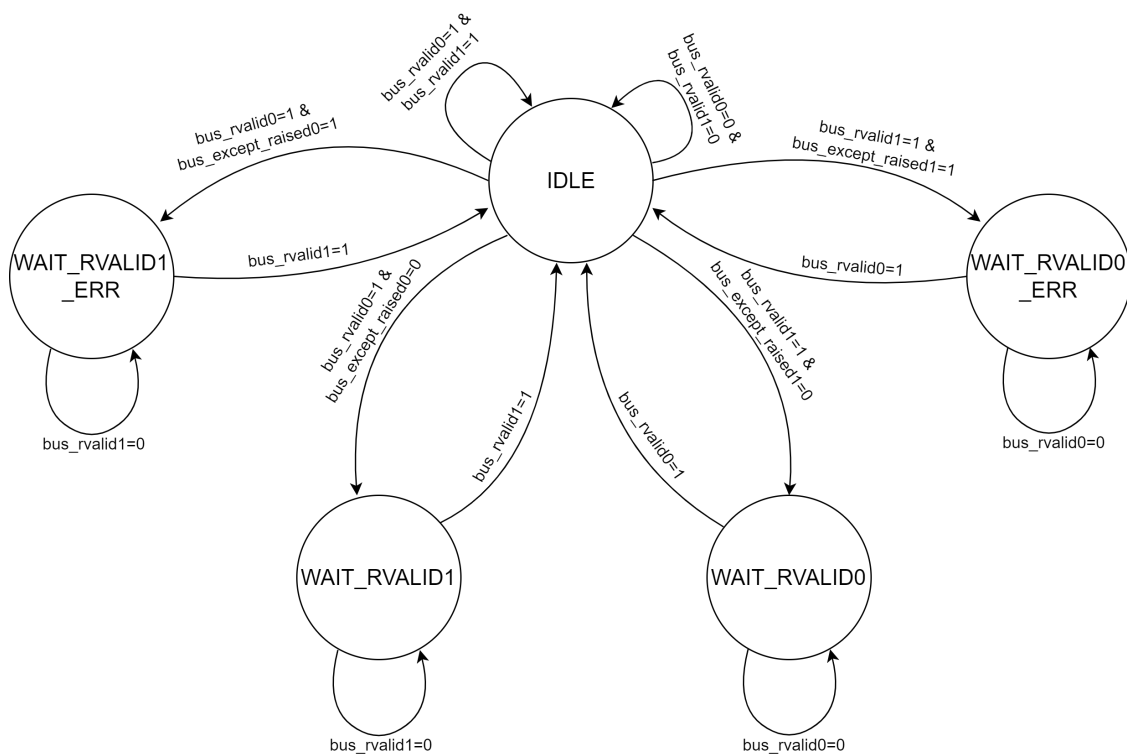 bus_rvalid0=1 &
bus_rvalid1=1
bus_rvalid0=0 &
bus_rvalid1=0
bus_rvalid0=1 &
bus_except_raised0=1
bus_rvalid1=1 &
bus_except_raised1=1
IDLE
WAIT_RVALID1
_ERR
bus_rvalid1=1
bus_rvalid0=1
WAIT_RVALID0
_ERR
bus_rvalid0=1 &
bus_except_raised0=0
bus_rvalid1=1 &
bus_except_raised1=0
bus_rvalid1=0
bus_rvalid0=0
bus_rvalid1=1
bus_rvalid0=1
WAIT_RVALID1
WAIT_RVALID0
bus_rvalid1=0
bus_rvalid0=0